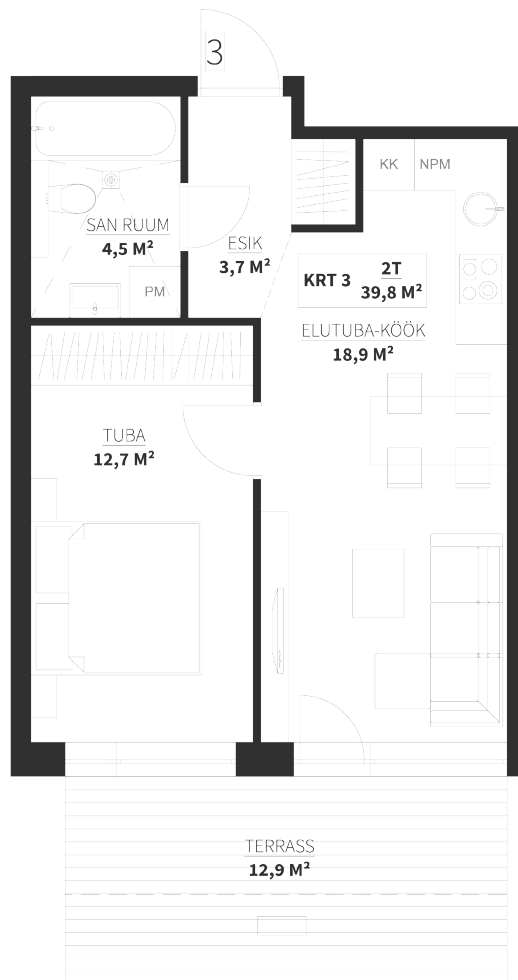 3
KK
NPM
SAN RUUM
4,5 M²
ESIK
3,7 M²
PM
KRT 3
2T
39,8 M²
ELUTUBA-KÖÖK
18,9 M²
TUBA
12,7 M²
TERRASS
12,9 M²